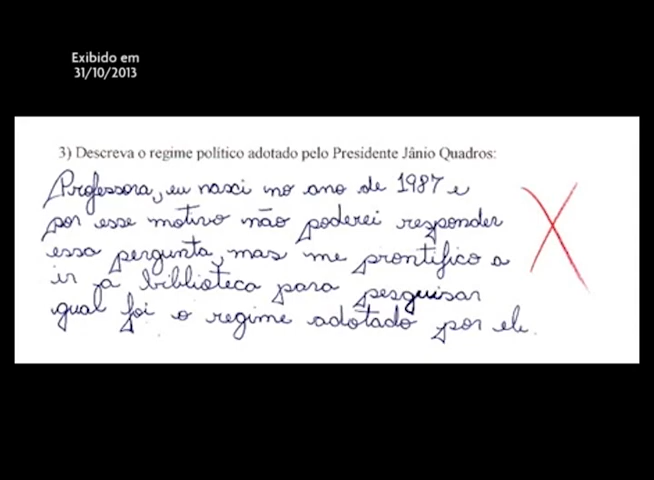 Exibido em
31/10/2013
3) Descreva o regime político adotado pelo Presidente Jânio Quadros:
Professora, eu nasci no ano de 1987 e
por esse motivo não poderei responder
essa pergunta, mas me prontifico a
ir à biblioteca para pesquisar
qual foi o regime adotado por ele.